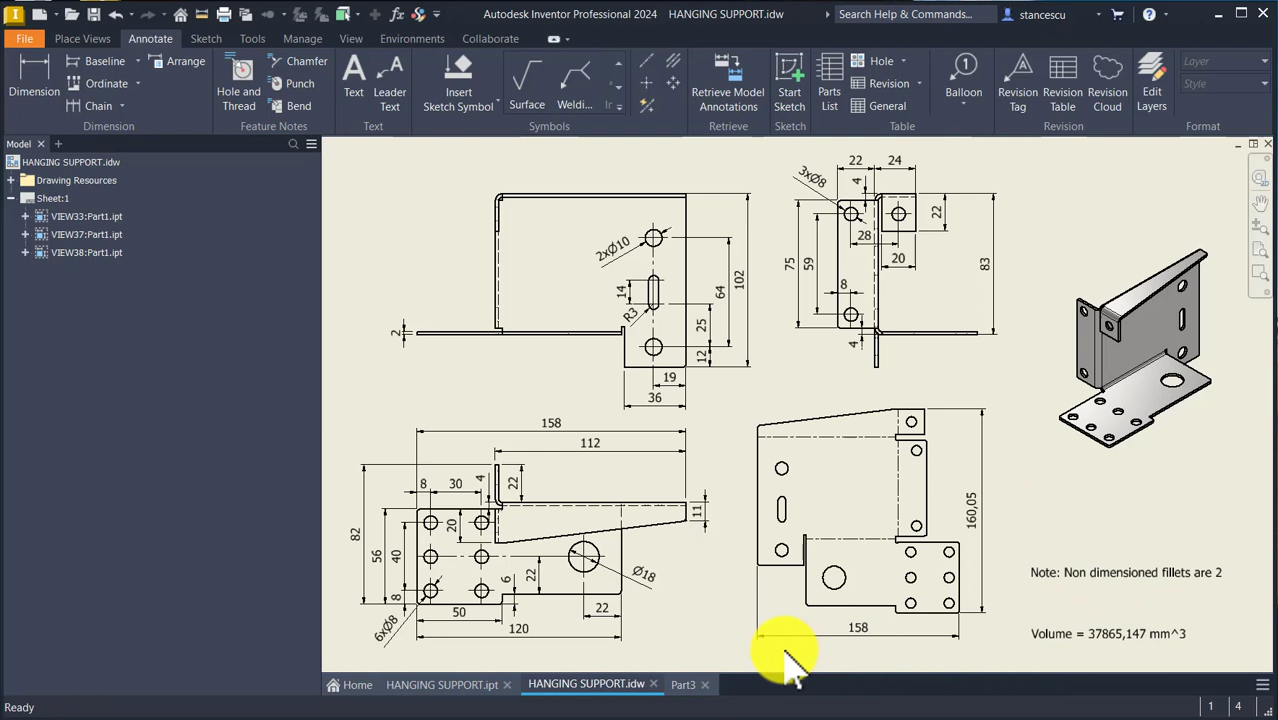 Autodesk Inventor Professional 2024 HANGING SUPPORT.idw
Search Help & Commands...
stancescu
File Place Views Annotate Sketch Tools Manage View Environments Collaborate
Dimension
Baseline
Ordinate
Chain
Arrange
Dimension
Hole and Thread
Chamfer
Punch
Bend
Feature Notes
Text
Leader Text
Text
Insert Sketch Symbol
Surface
Weldi...
Symbols
Retrieve Model Annotations
Retrieve
Start Sketch
Sketch
Parts List
Hole
Revision
General
Table
Balloon
Revision Tag
Revision Table
Revision Cloud
Revision
Edit Layers
Layer
Style
Format
Model
HANGING SUPPORT.idw
Drawing Resources
Sheet:1
VIEW33:Part1.ipt
VIEW37:Part1.ipt
VIEW38:Part1.ipt
2xØ10
14
R3
64
102
25
12
2
19
36
22
24
3xØ8
4
22
28
75
59
20
83
8
4
158
112
8
30
4
22
82
56
40
20
11
8
6
22
Ø18
6xØ8
50
22
120
160,05
158
Note: Non dimensioned fillets are 2
Volume = 37865,147 mm^3
Home
HANGING SUPPORT.ipt
HANGING SUPPORT.idw
Part3
Ready
1
4